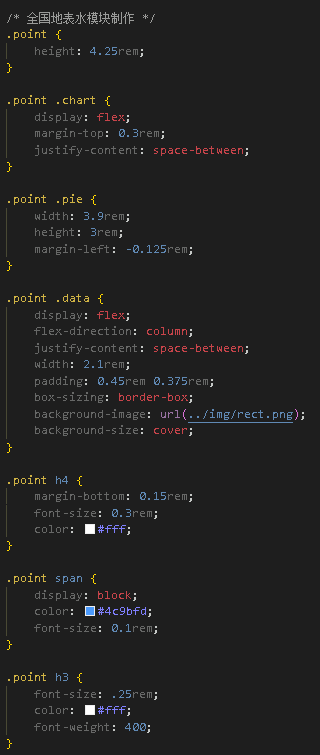 /* 全国地表水模块制作 */
.point {
    height: 4.25rem;
}

.point .chart {
    display: flex;
    margin-top: 0.3rem;
    justify-content: space-between;
}

.point .pie {
    width: 3.9rem;
    height: 3rem;
    margin-left: -0.125rem;
}

.point .data {
    display: flex;
    flex-direction: column;
    justify-content: space-between;
    width: 2.1rem;
    padding: 0.45rem 0.375rem;
    box-sizing: border-box;
    background-image: url(../img/rect.png);
    background-size: cover;
}

.point h4 {
    margin-bottom: 0.15rem;
    font-size: 0.3rem;
    color: #fff;
}

.point span {
    display: block;
    color: #4c9bfd;
    font-size: 0.1rem;
}

.point h3 {
    font-size: .25rem;
    color: #fff;
    font-weight: 400;
}